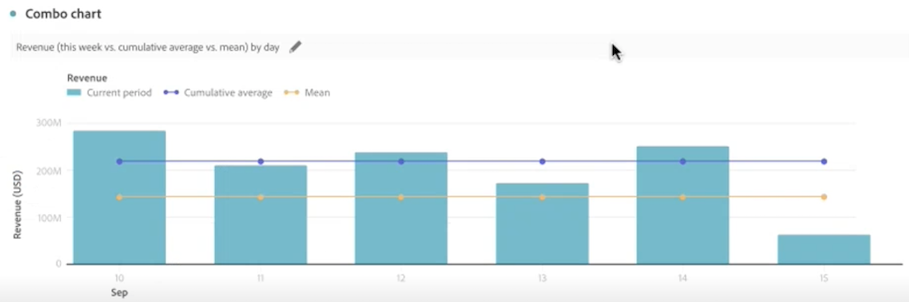 Combo chart
Revenue (this week vs. cumulative average vs. mean) by day
Revenue
Current period Cumulative average Mean
300M
200M
100M
0
Revenue (USD)
10 11 12 13 14 15
Sep